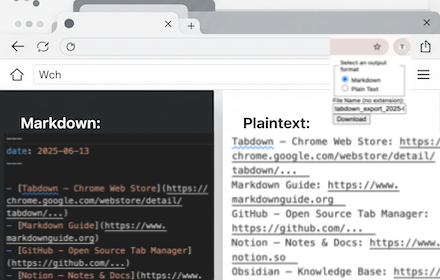 Select an output
format
Markdown
Plain Text
File Name (no extension):
tabdown_export_2025-
Download
Wch
Markdown:
---
date: 2025-06-13
---
- [Tabdown – Chrome Web Store](https://
chrome.google.com/webstore/detail/
tabdown/...)
- [Markdown Guide](https://www.
markdownguide.org)
- [GitHub – Open Source Tab Manager]
(https://github.com/...)
- [Notion – Notes & Docs](https://www.
Plaintext:
Tabdown – Chrome Web Store: https://
chrome.google.com/webstore/detail/
tabdown/...
Markdown Guide: https://www.
markdownguide.org
GitHub – Open Source Tab Manager:
https://github.com/...
Notion – Notes & Docs: https://www.
notion.so
Obsidian – Knowledge Base: https://